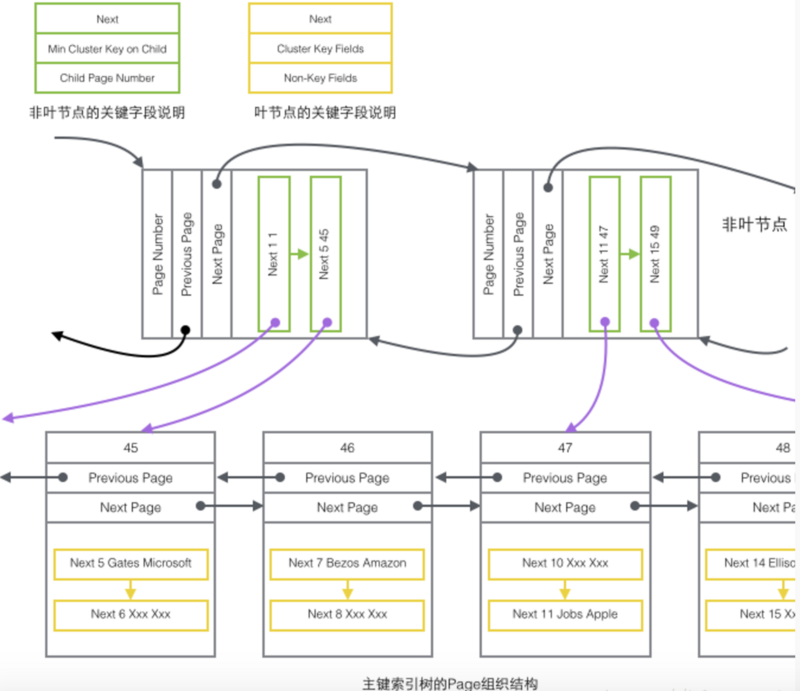 Next
Min Cluster Key on Child
Child Page Number
非叶节点的关键字段说明
Next
Cluster Key Fields
Non-Key Fields
叶节点的关键字段说明
Page Number
Previous Page
Next Page
Next 1 1
Next 5 45
Page Number
Previous Page
Next Page
Next 11 47
Next 15 49
非叶节点
45
Previous Page
Next Page
Next 5 Gates Microsoft
Next 6 Xxx Xxx
46
Previous Page
Next Page
Next 7 Bezos Amazon
Next 8 Xxx Xxx
47
Previous Page
Next Page
Next 10 Xxx Xxx
Next 11 Jobs Apple
48
Previous
Next Pa
Next 14 Elliso
Next 15 Xx
主键索引树的Page组织结构